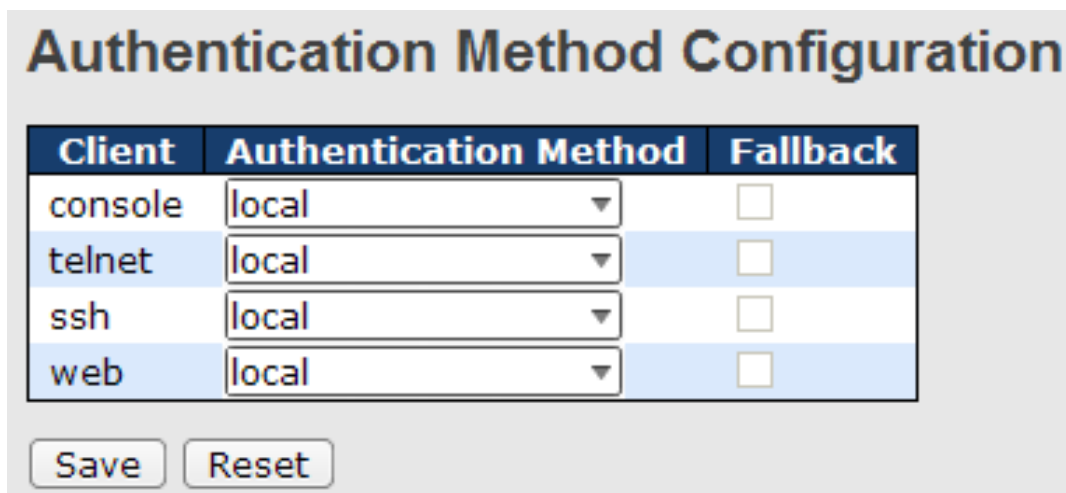 Authentication Method Configuration
Client Authentication Method Fallback
console local
telnet local
ssh local
web local
Save Reset